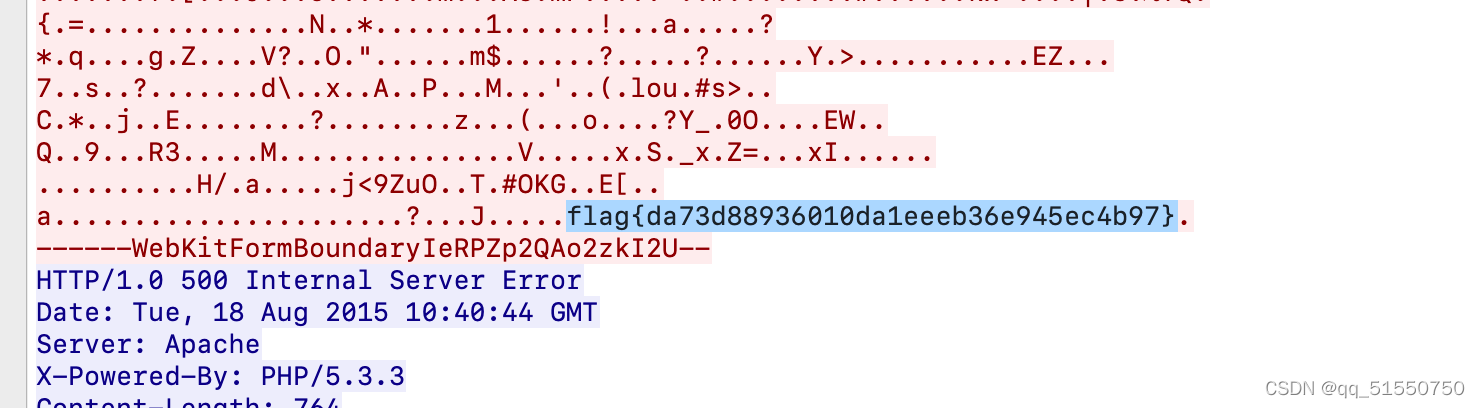 {.=..............N..*.......1......!...a.....?
*.q....g.Z....V?..O."......m$......?.....?......Y.>...........EZ...
7..s..?.......d\..x..A..P...M...'..(.lou.#s>..
C.*..j..E........?........z...(...o....?Y_.0O....EW..
Q..9...R3.....M...............V.....x.S._x.Z=...xI......
..........H/.a.....j<9ZuO..T.#OKG..E[..
a......................?...J.....flag{da73d88936010da1eeeb36e945ec4b97}.
------WebKitFormBoundaryIeRPZp2QAo2zkI2U--
HTTP/1.0 500 Internal Server Error
Date: Tue, 18 Aug 2015 10:40:44 GMT
Server: Apache
X-Powered-By: PHP/5.3.3
Content-Length: 764
CSDN @qq_51550750